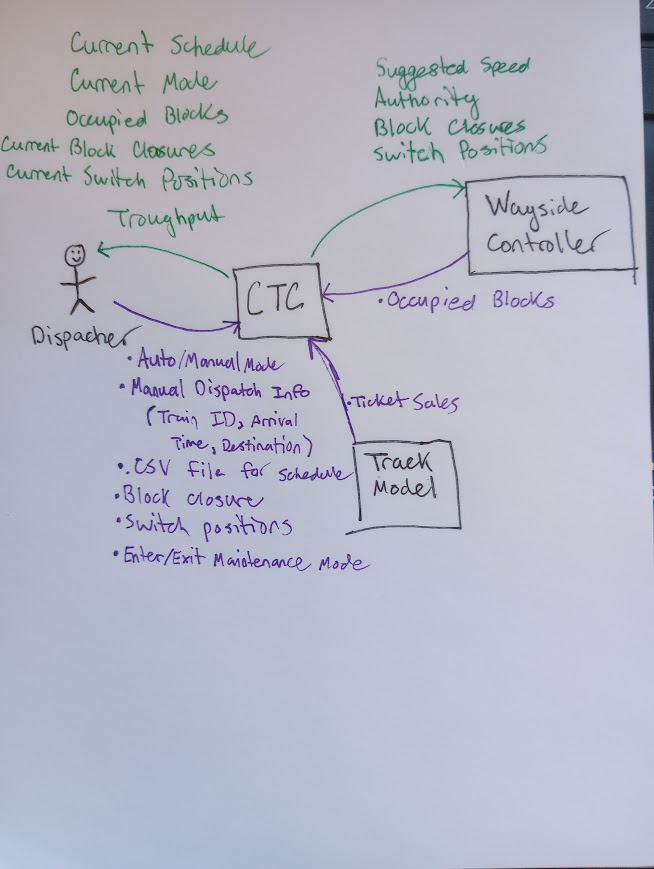 Current Schedule
Current Mode
Occupied Blocks
Current Block Closures
Current Switch Positions
Troughput
Suggested Speed
Authority
Block Closures
Switch Positions
Wayside
Controller
CTC
• Occupied Blocks
Dispacher
• Auto/Manual Mode
• Manual Dispatch Info
(Train ID, Arrival
Time, Destination)
• .CSV file for schedule
• Block closure
• Switch positions
• Enter/Exit Maintenance Mode
• Ticket Sales
Track
Model